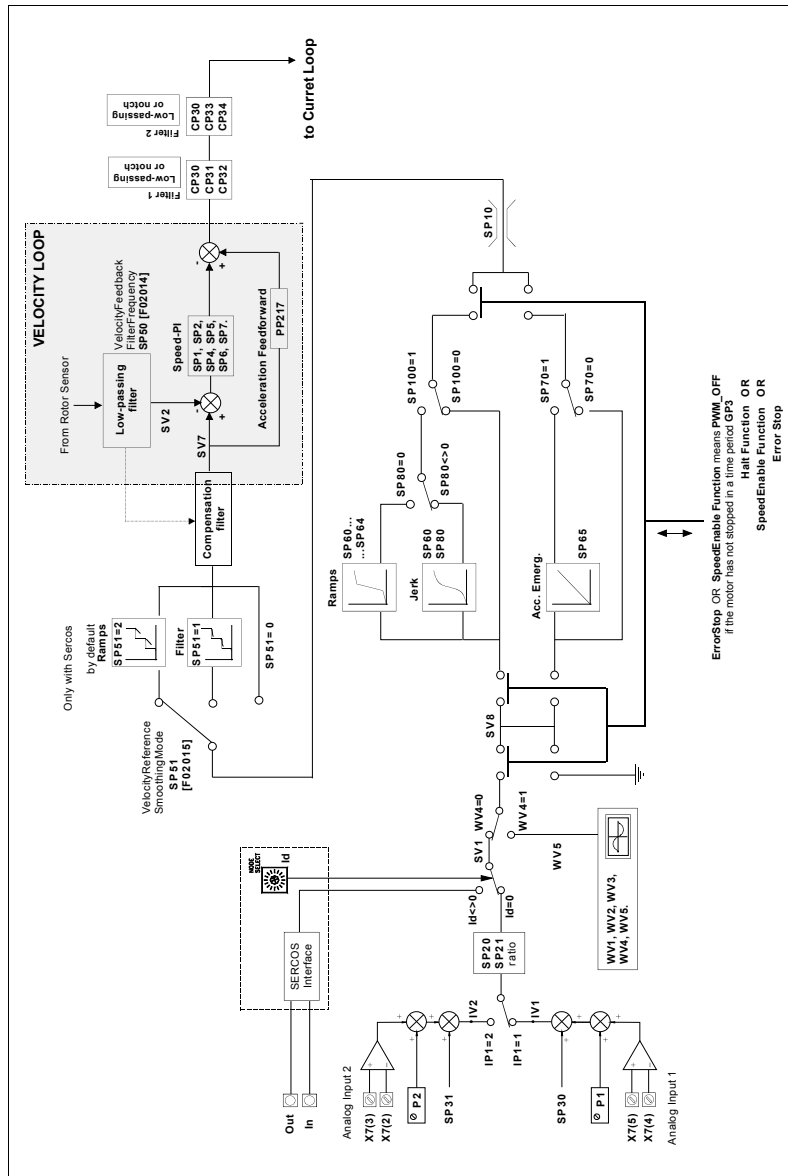 Out
In
SERCOS
Interface
NODE
SELECT
Id
Analog Input 2
X7(3)
X7(2)
P2
SP31
IV2
IP1=2
IP1=1
IV1
SP30
P1
X7(5)
X7(4)
Analog Input 1
SP20
SP21
ratio
Id<>0
Id=0
SV1
WV4=0
WV4=1
WV5
WV1, WV2, WV3,
WV4, WV5.
SV8
VelocityReference
SmoothingMode
SP51
[F02015]
Only with Sercos
by default
Ramps
SP51=2
Filter
SP51=1
SP51= 0
Compensation
filter
VELOCITY LOOP
From Rotor Sensor
Low-passing
filter
VelocityFeedback
FilterFrequency
SP50 [F02014]
SV2
SV7
Speed-PI
SP1, SP2,
SP4, SP5,
SP6, SP7.
Acceleration Feedforward
PP217
Filter 1
Low-passing
or notch
CP30
CP31
CP32
Filter 2
Low-passing
or notch
CP30
CP33
CP34
to Curret Loop
Ramps
SP60...
...SP64
Jerk
SP60
SP80
Acc. Emerg.
SP65
SP80=0
SP80<>0
SP100=1
SP100=0
SP70=1
SP70=0
SP10
ErrorStop OR SpeedEnable Function means PWM_OFF
if the motor has not stopped in a time period GP3
Halt Function OR
SpeedEnable Function OR
Error Stop